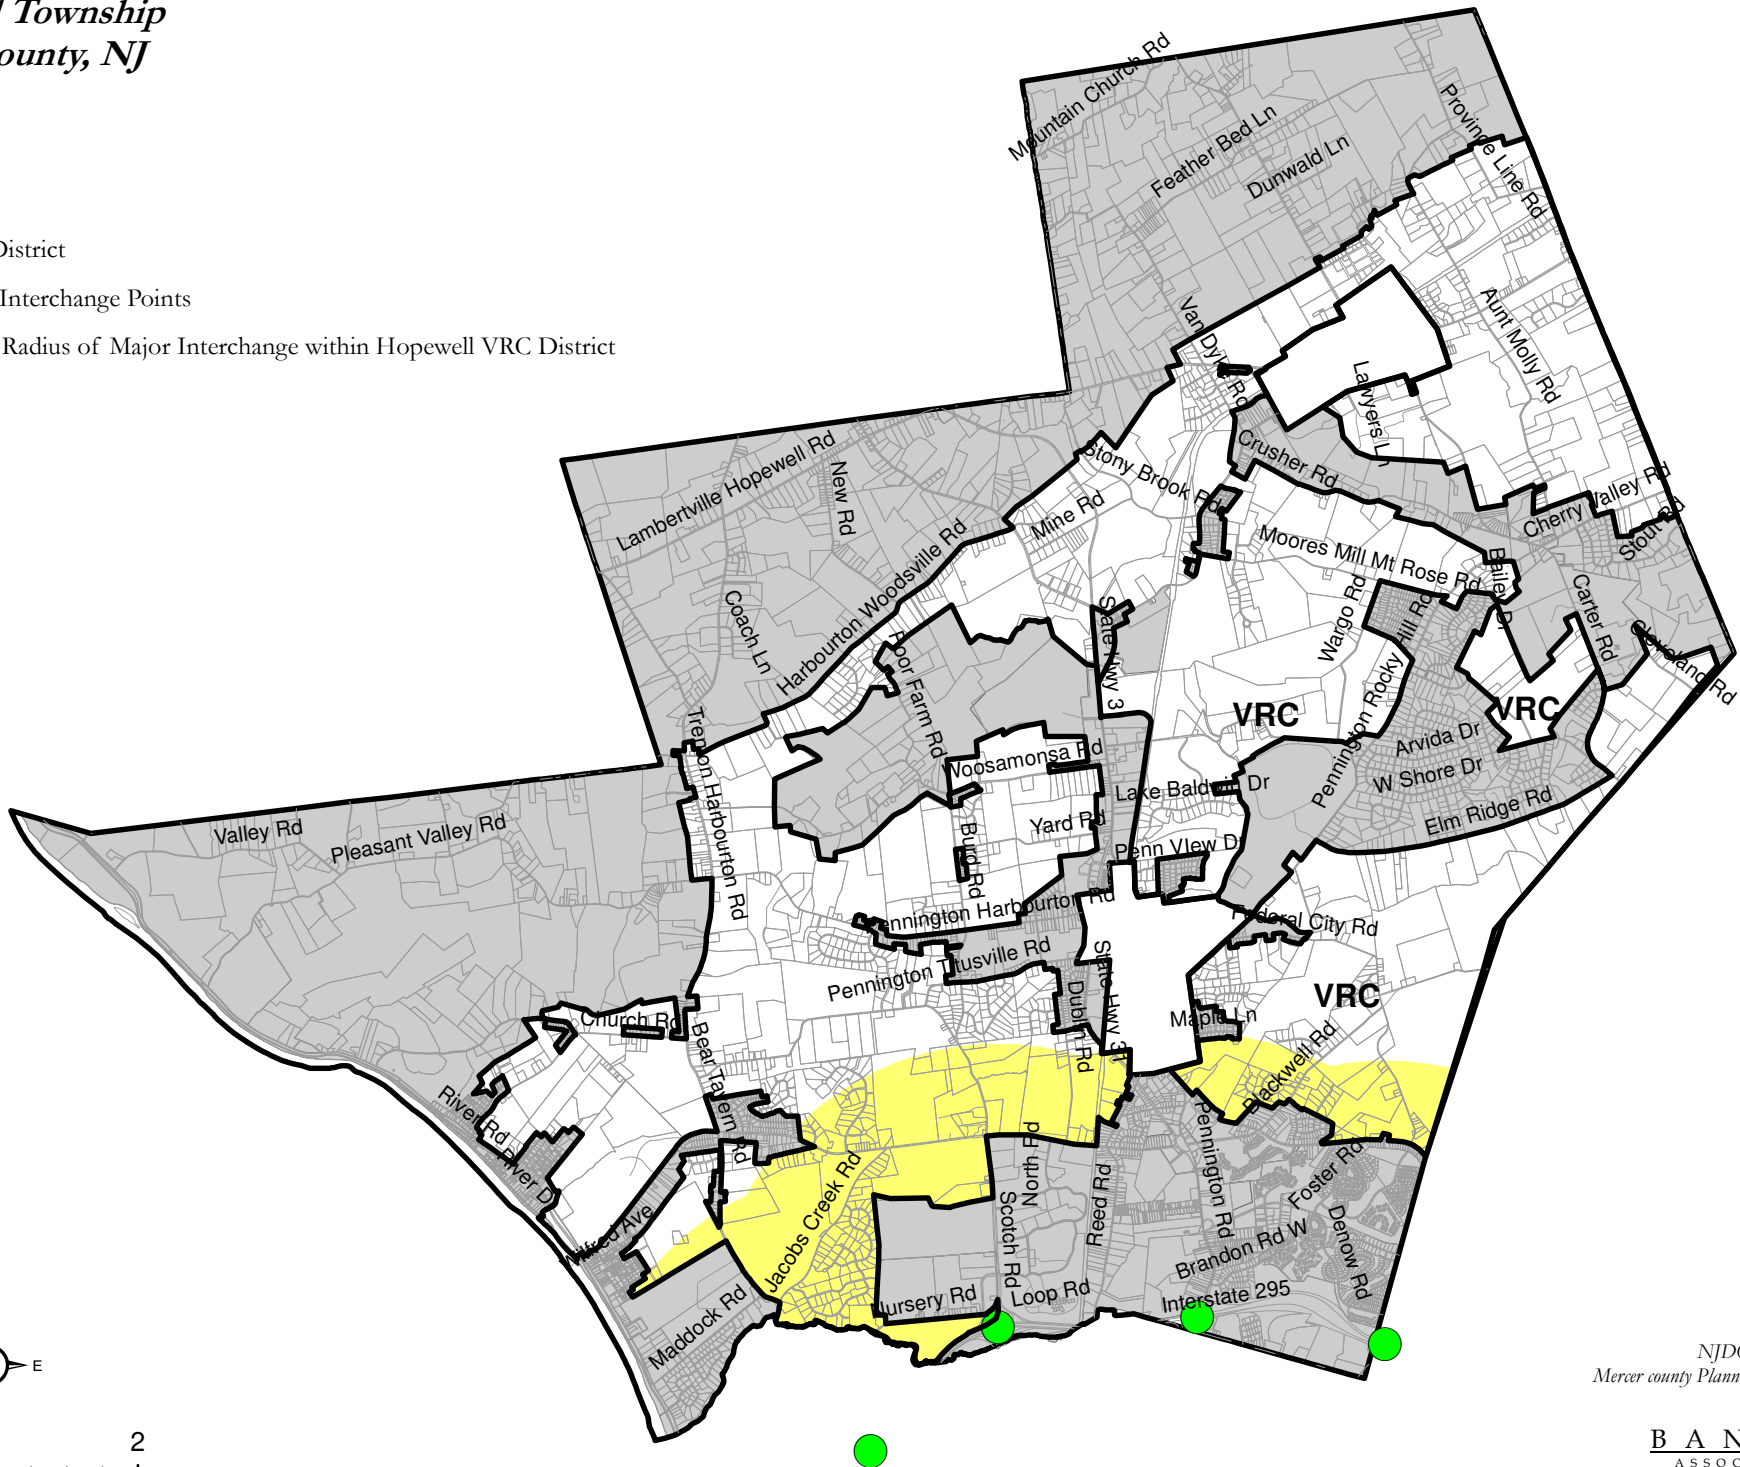 Township
ounty, NJ
District
Interchange Points
Radius of Major Interchange within Hopewell VRC District
Mountain Church Rd
Feather Bed Ln
Dunwald Ln
Province Line Rd
Van Dyke Rd
Aunt Molly Rd
Lawyers Ln
Lambertville Hopewell Rd
New Rd
Crusher Rd
Stony Brook Rd
Mine Rd
Cherry Valley Rd
Stout Rd
Moores Mill Mt Rose Rd
Bailey Dr
Harbourton Woodsville Rd
Coach Ln
Poor Farm Rd
State Hwy 3
Wargo Rd
Carter Rd
Cleveland Rd
Pennington Rocky Hill Rd
VRC
VRC
Trenton Harbourton Rd
Woosamonsa Rd
Arvida Dr
W Shore Dr
Lake Baldwin Dr
Elm Ridge Rd
Valley Rd
Pleasant Valley Rd
Yard Rd
Burd Rd
Penn VIew Dr
Pennington Harbourton Rd
Federal City Rd
Pennington Titusville Rd
State Hwy 31
Dublin Rd
VRC
Church Rd
Maple Ln
Bear Tavern Rd
Blackwell Rd
River Rd
River D
North Rd
Pennington Rd
Foster Rd
Jacobs Creek Rd
Scotch Rd
Reed Rd
Wilfred Ave
Brandon Rd W
Denow Rd
Maddock Rd
Nursery Rd
Loop Rd
Interstate 295
E
NJDO
Mercer county Plann
2
B A N
A S S O C